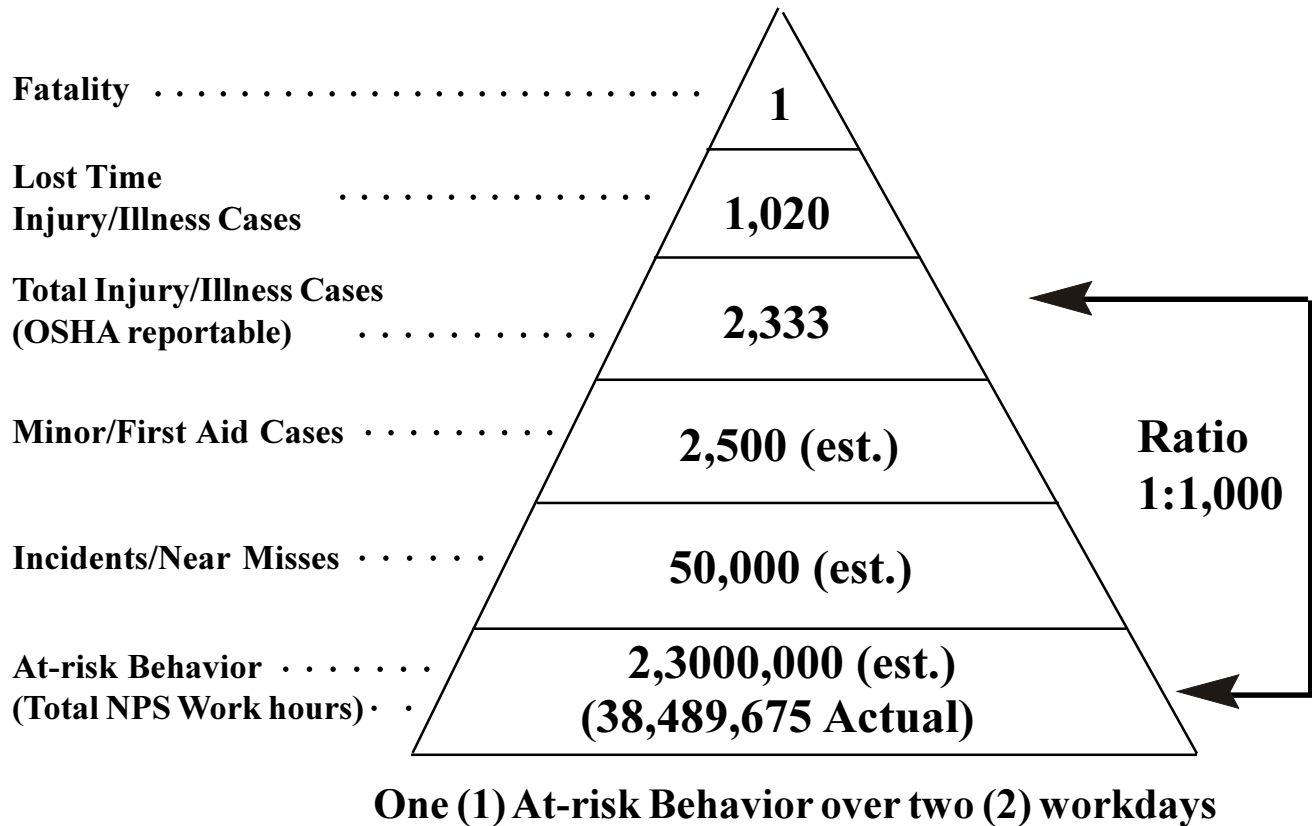 Fatality
1
Lost Time
Injury/Illness Cases
1,020
Total Injury/Illness Cases
(OSHA reportable)
2,333
Minor/First Aid Cases
2,500 (est.)
Ratio
1:1,000
Incidents/Near Misses
50,000 (est.)
At-risk Behavior
(Total NPS Work hours)
2,3000,000 (est.)
(38,489,675 Actual)
One (1) At-risk Behavior over two (2) workdays